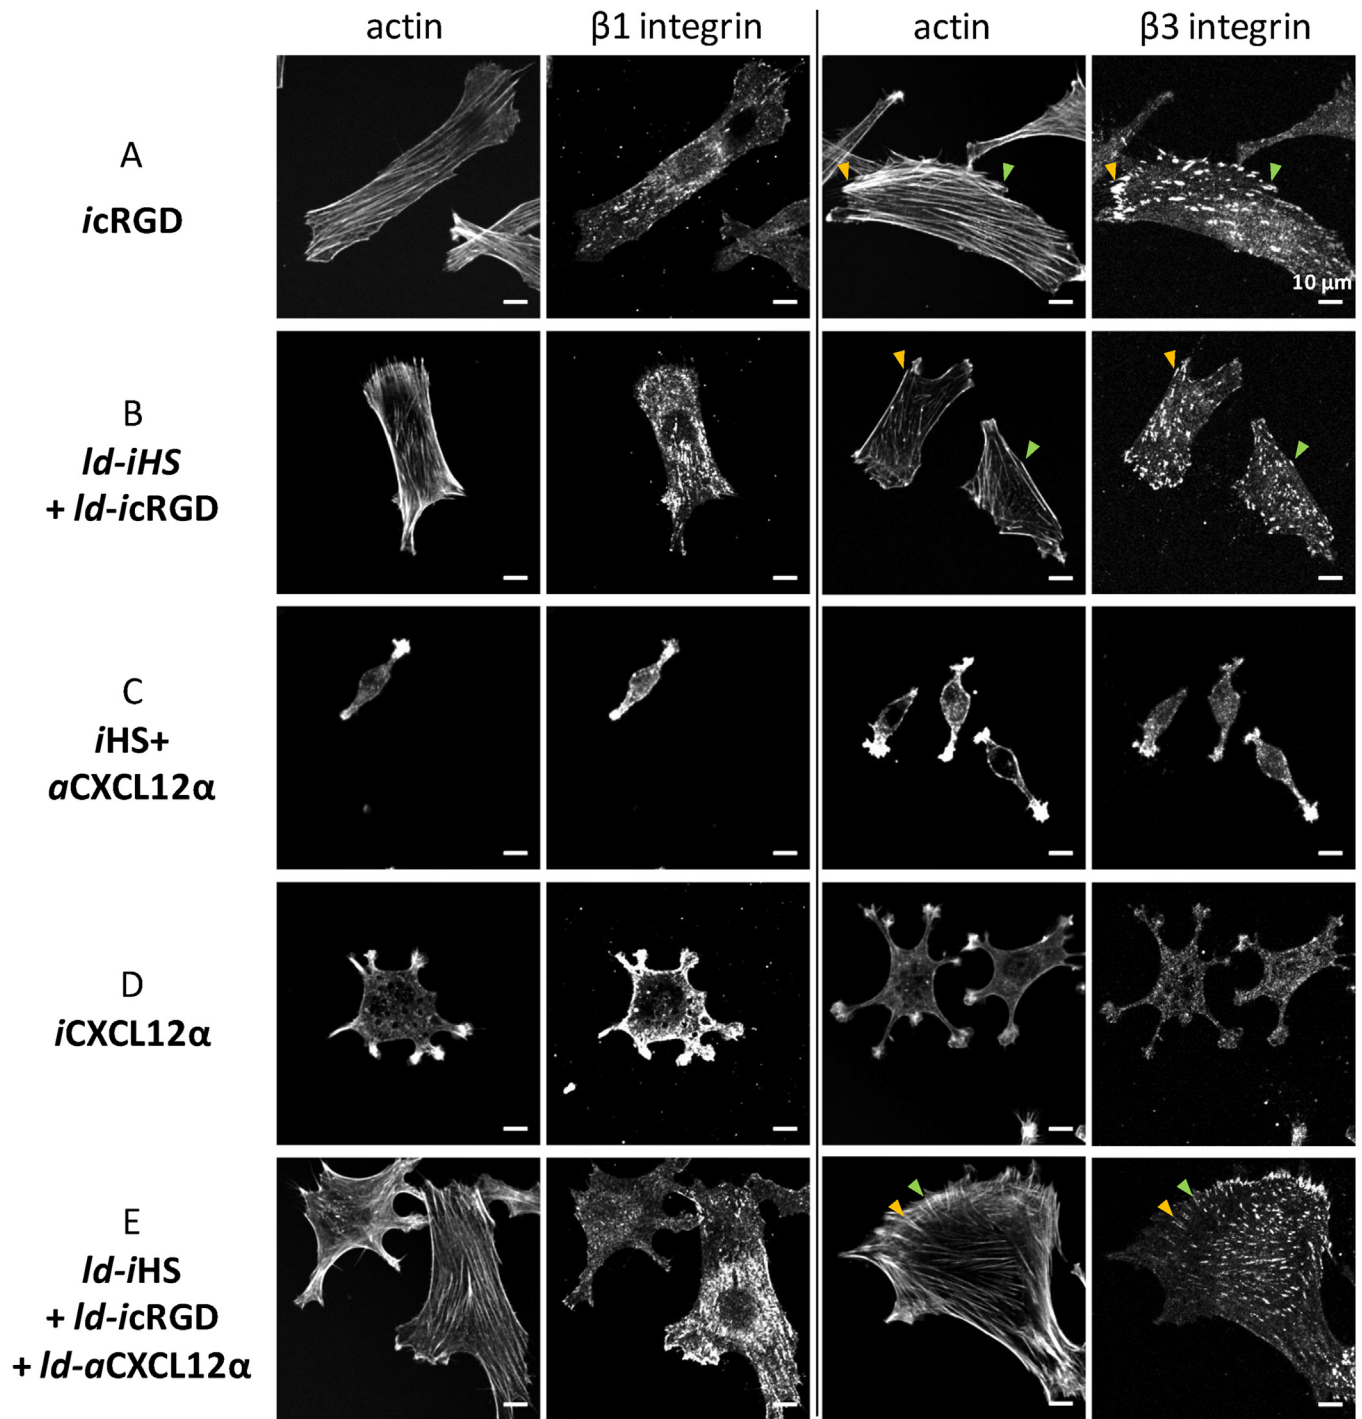 actin β1 integrin actin β3 integrin
A
icRGD
10 µm
B
ld-iHS
+ ld-icRGD
C
iHS+
aCXCL12α
D
iCXCL12α
E
ld-iHS
+ ld-icRGD
+ ld-aCXCL12α